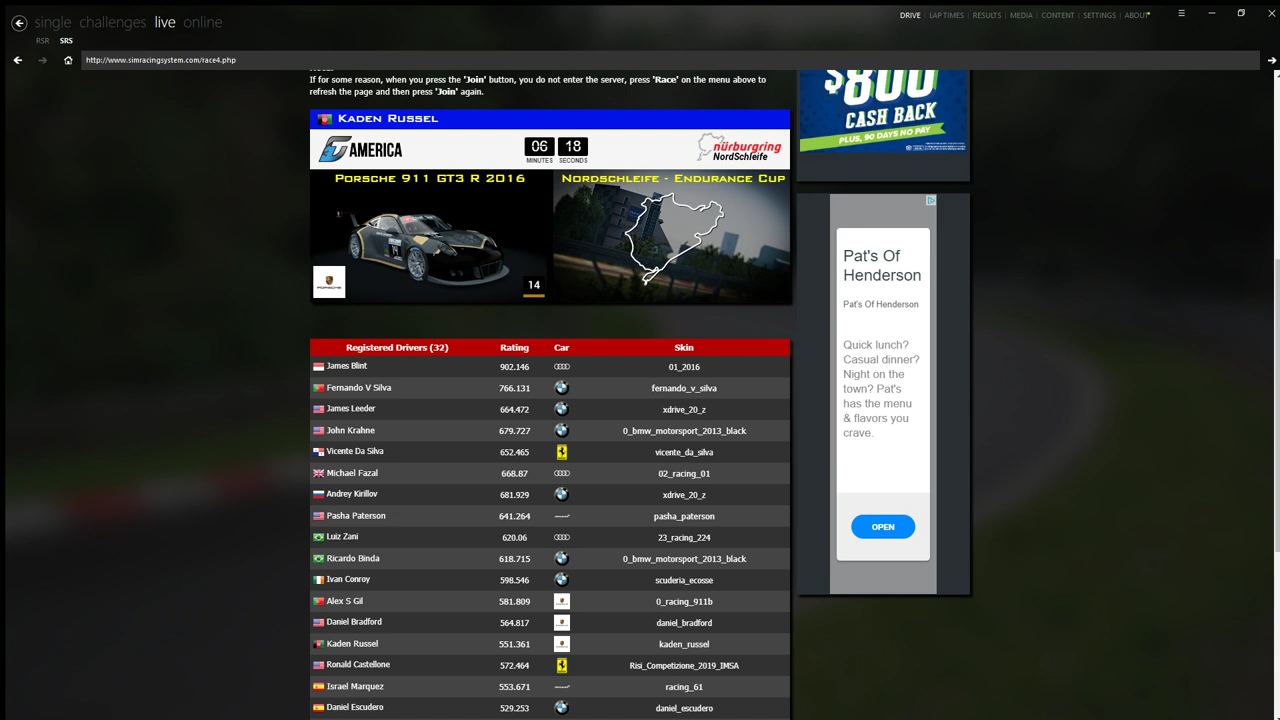 single challenges live online
DRIVE LAP TIMES RESULTS MEDIA CONTENT SETTINGS ABOUT
RSR SRS
http://www.simracingsystem.com/race4.php
If for some reason, when you press the 'Join' button, you do not enter the server, press 'Race' on the menu above to
refresh the page and then press 'Join' again.
$800
CASH BACK
PLUS, 90 DAYS NO PAY
KADEN RUSSEL
GT AMERICA
06 18
MINUTES SECONDS
nürburgring
NordSchleife
PORSCHE 911 GT3 R 2016
NORDSCHLEIFE - ENDURANCE CUP
14
PORSCHE
Pat's Of
Henderson
Pat's Of Henderson
Quick lunch?
Casual dinner?
Night on the
town? Pat's
has the menu
& flavors you
crave.
OPEN
Registered Drivers (32) Rating Car Skin
James Blint 902.146 01_2016
Fernando V Silva 766.131 fernando_v_silva
James Leeder 664.472 xdrive_20_z
John Krahne 679.727 0_bmw_motorsport_2013_black
Vicente Da Silva 652.465 vicente_da_silva
Michael Fazal 668.87 02_racing_01
Andrey Kirillov 681.929 xdrive_20_z
Pasha Paterson 641.264 pasha_paterson
Luiz Zani 620.06 23_racing_224
Ricardo Binda 618.715 0_bmw_motorsport_2013_black
Ivan Conroy 598.546 scuderia_ecosse
Alex S Gil 581.809 0_racing_911b
Daniel Bradford 564.817 daniel_bradford
Kaden Russel 551.361 kaden_russel
Ronald Castellone 572.464 Risi_Competizione_2019_IMSA
Israel Marquez 553.671 racing_61
Daniel Escudero 529.253 daniel_escudero